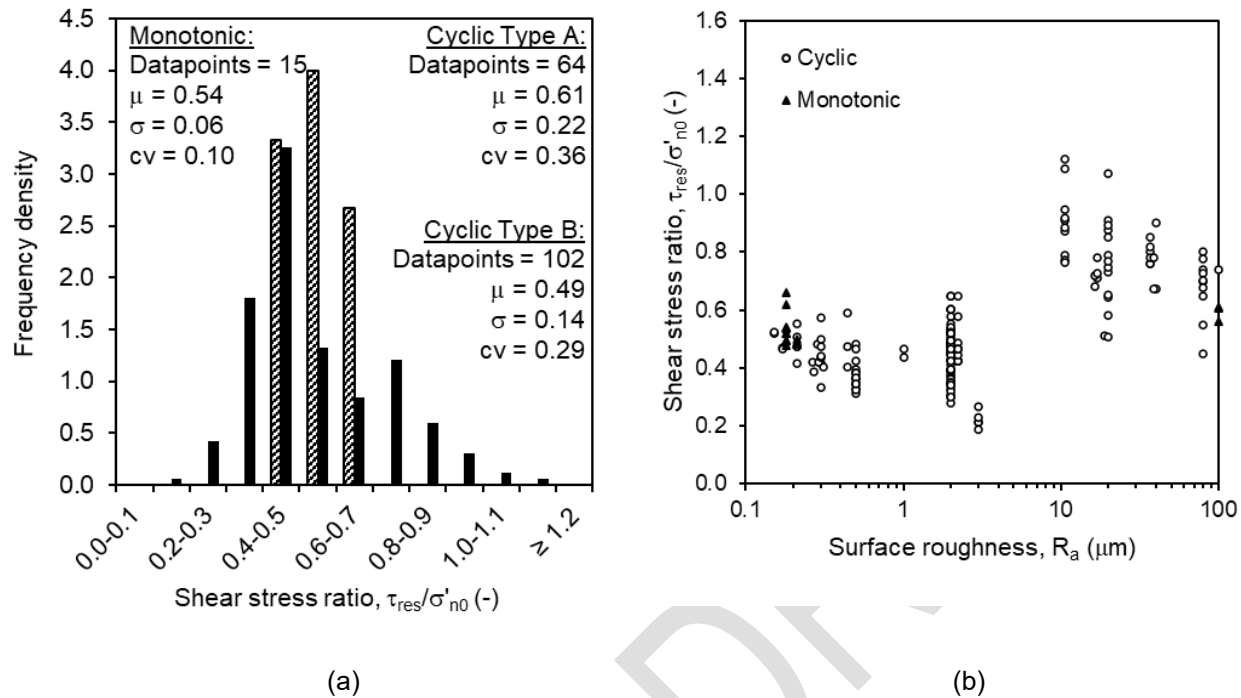 4.5
4.0
3.5
3.0
2.5
2.0
1.5
1.0
0.5
0.0
Frequency density
Monotonic:
Datapoints = 15
μ = 0.54
σ = 0.06
cv = 0.10
Cyclic Type A:
Datapoints = 64
μ = 0.61
σ = 0.22
cv = 0.36
Cyclic Type B:
Datapoints = 102
μ = 0.49
σ = 0.14
cv = 0.29
0.0-0.1
0.2-0.3
0.4-0.5
0.6-0.7
0.8-0.9
1.0-1.1
≥ 1.2
Shear stress ratio, τres/σ'n0 (-)
(a)
1.6
1.4
1.2
1.0
0.8
0.6
0.4
0.2
0.0
Shear stress ratio, τres/σ'n0 (-)
Cyclic
Monotonic
0.1
1
10
100
Surface roughness, Ra (μm)
(b)